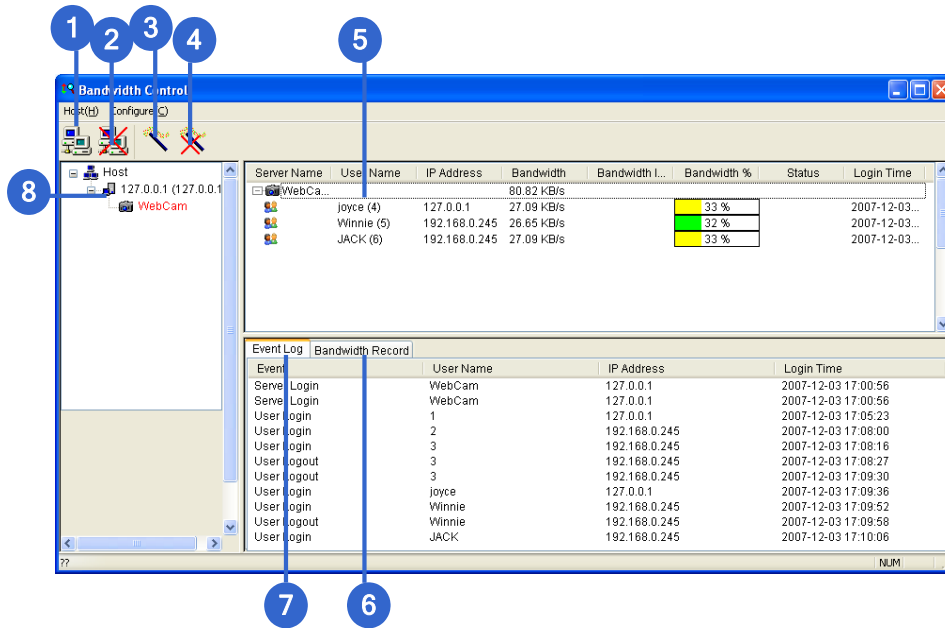 1 2 3 4 5
Bandwidth Control
Host(H) Configure(C)
Host
8 127.0.0.1 (127.0.0.1
WebCam
Server Name User Name IP Address Bandwidth Bandwidth I... Bandwidth % Status Login Time
WebCa... 80.82 KB/s
joyce (4) 127.0.0.1 27.09 KB/s 33 % 2007-12-03...
Winnie (5) 192.168.0.245 26.65 KB/s 32 % 2007-12-03...
JACK (6) 192.168.0.245 27.09 KB/s 33 % 2007-12-03...
Event Log Bandwidth Record
Event User Name IP Address Login Time
Server Login WebCam 127.0.0.1 2007-12-03 17:00:56
Server Login WebCam 127.0.0.1 2007-12-03 17:00:56
User Login 1 127.0.0.1 2007-12-03 17:05:23
User Login 2 192.168.0.245 2007-12-03 17:08:00
User Login 3 192.168.0.245 2007-12-03 17:08:16
User Logout 3 192.168.0.245 2007-12-03 17:08:27
User Logout 3 192.168.0.245 2007-12-03 17:09:30
User Login joyce 127.0.0.1 2007-12-03 17:09:36
User Login Winnie 192.168.0.245 2007-12-03 17:09:52
User Logout Winnie 192.168.0.245 2007-12-03 17:09:58
User Login JACK 192.168.0.245 2007-12-03 17:10:06
?? NUM
7 6